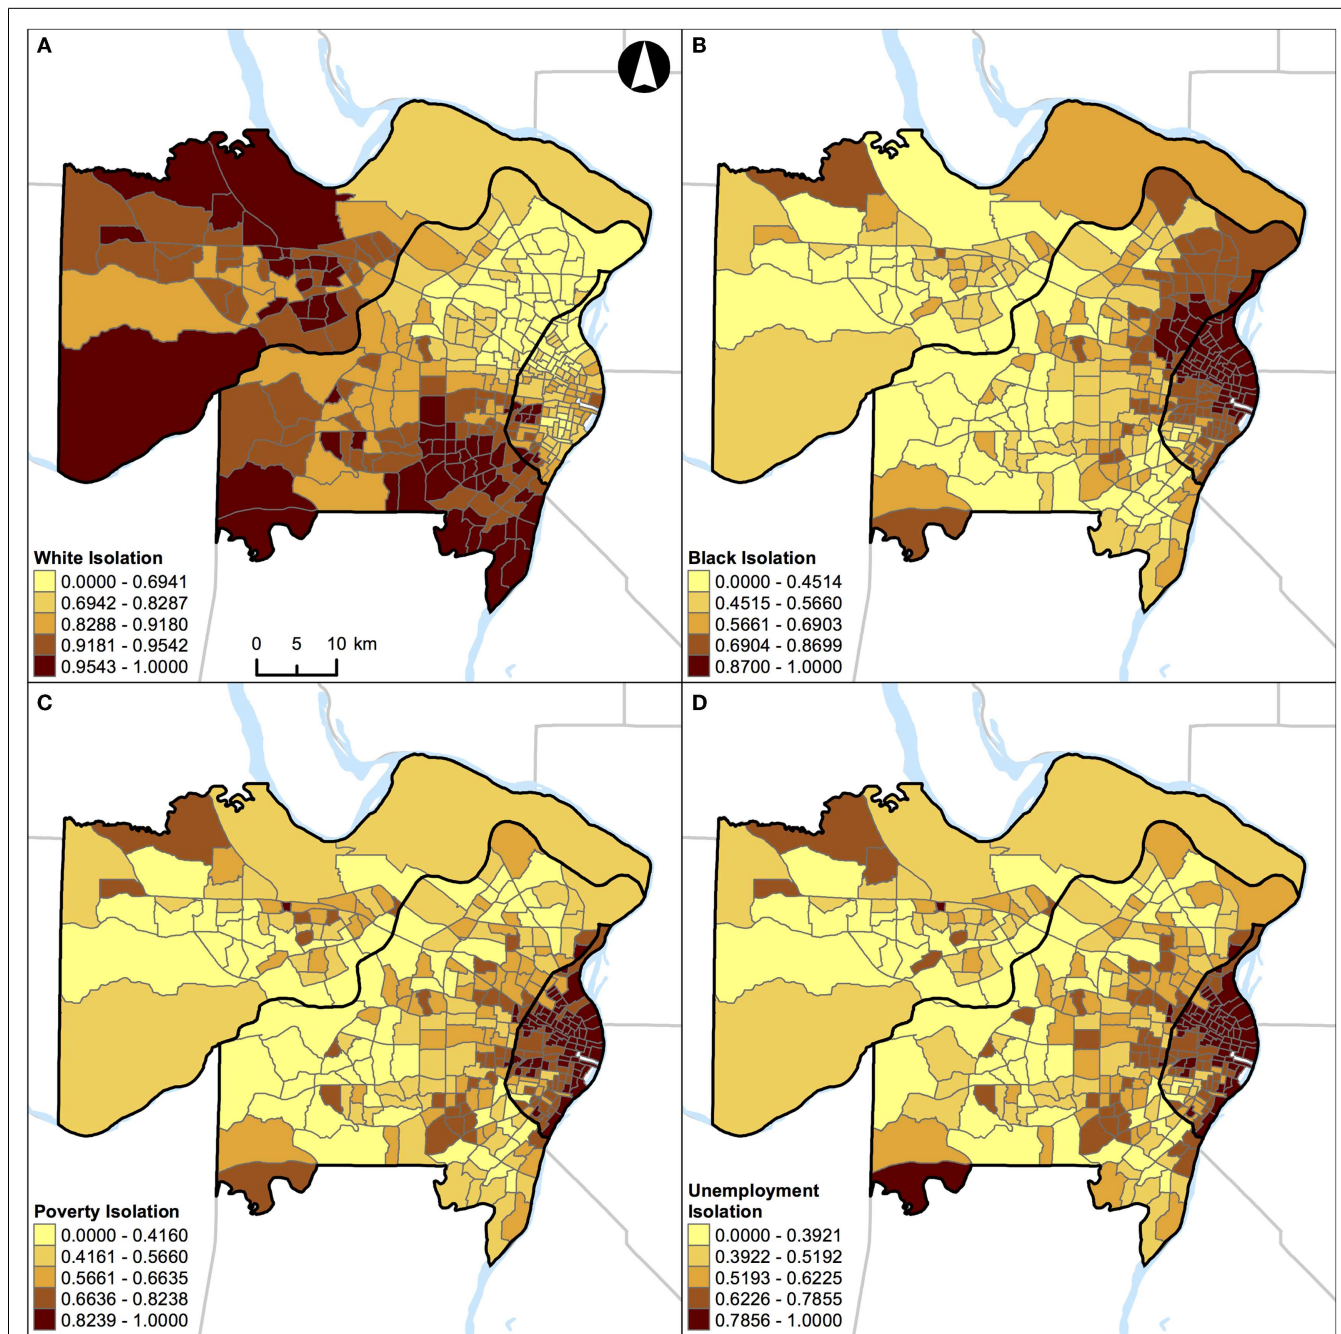 A
White Isolation
0.0000 - 0.6941
0.6942 - 0.8287
0.8288 - 0.9180
0.9181 - 0.9542
0.9543 - 1.0000
0 5 10 km
B
Black Isolation
0.0000 - 0.4514
0.4515 - 0.5660
0.5661 - 0.6903
0.6904 - 0.8699
0.8700 - 1.0000
C
Poverty Isolation
0.0000 - 0.4160
0.4161 - 0.5660
0.5661 - 0.6635
0.6636 - 0.8238
0.8239 - 1.0000
D
Unemployment
Isolation
0.0000 - 0.3921
0.3922 - 0.5192
0.5193 - 0.6225
0.6226 - 0.7855
0.7856 - 1.0000